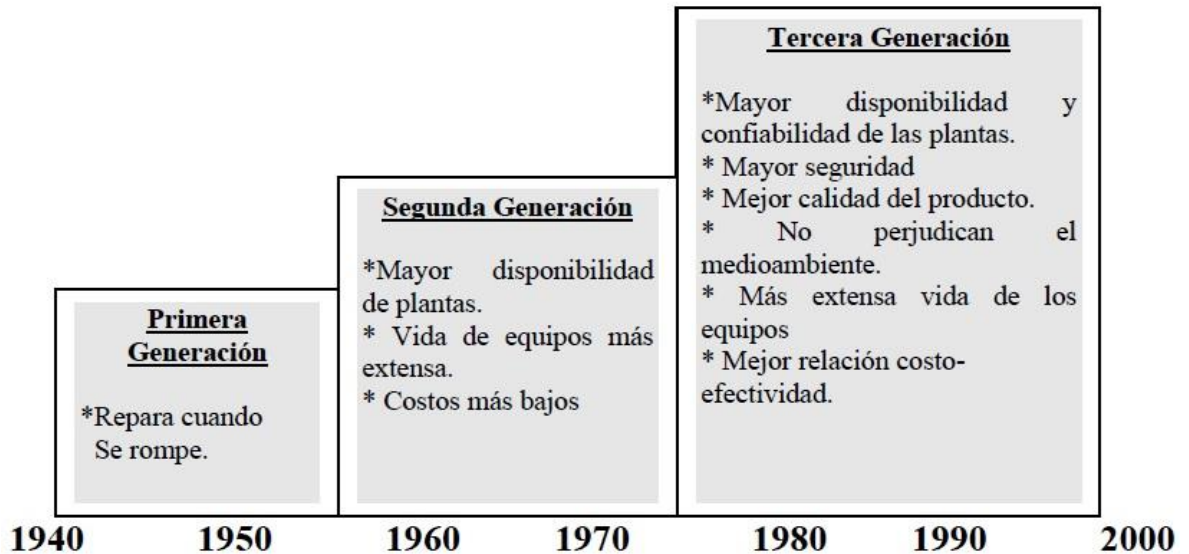 Primera
Generación
*Repara cuando
Se rompe.
Segunda Generación
*Mayor disponibilidad
de plantas.
* Vida de equipos más
extensa.
* Costos más bajos
Tercera Generación
*Mayor disponibilidad y
confiabilidad de las plantas.
* Mayor seguridad
* Mejor calidad del producto.
* No perjudican el
medioambiente.
* Más extensa vida de los
equipos
* Mejor relación costo-
efectividad.
1940 1950 1960 1970 1980 1990 2000